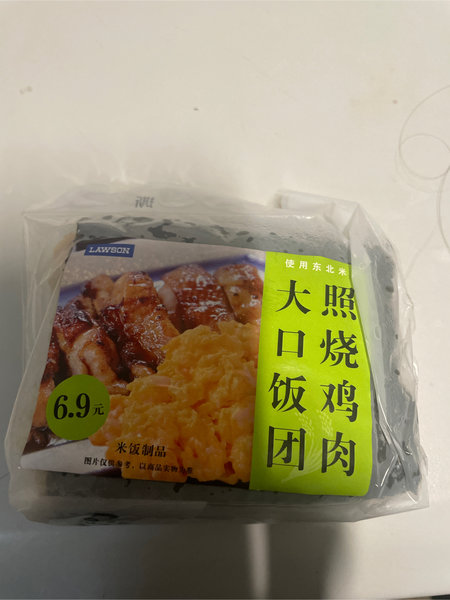 LAWSON
使用东北米
照烧鸡肉
大口饭团
6.9元
米饭制品
图片仅供参考，以商品实物为准